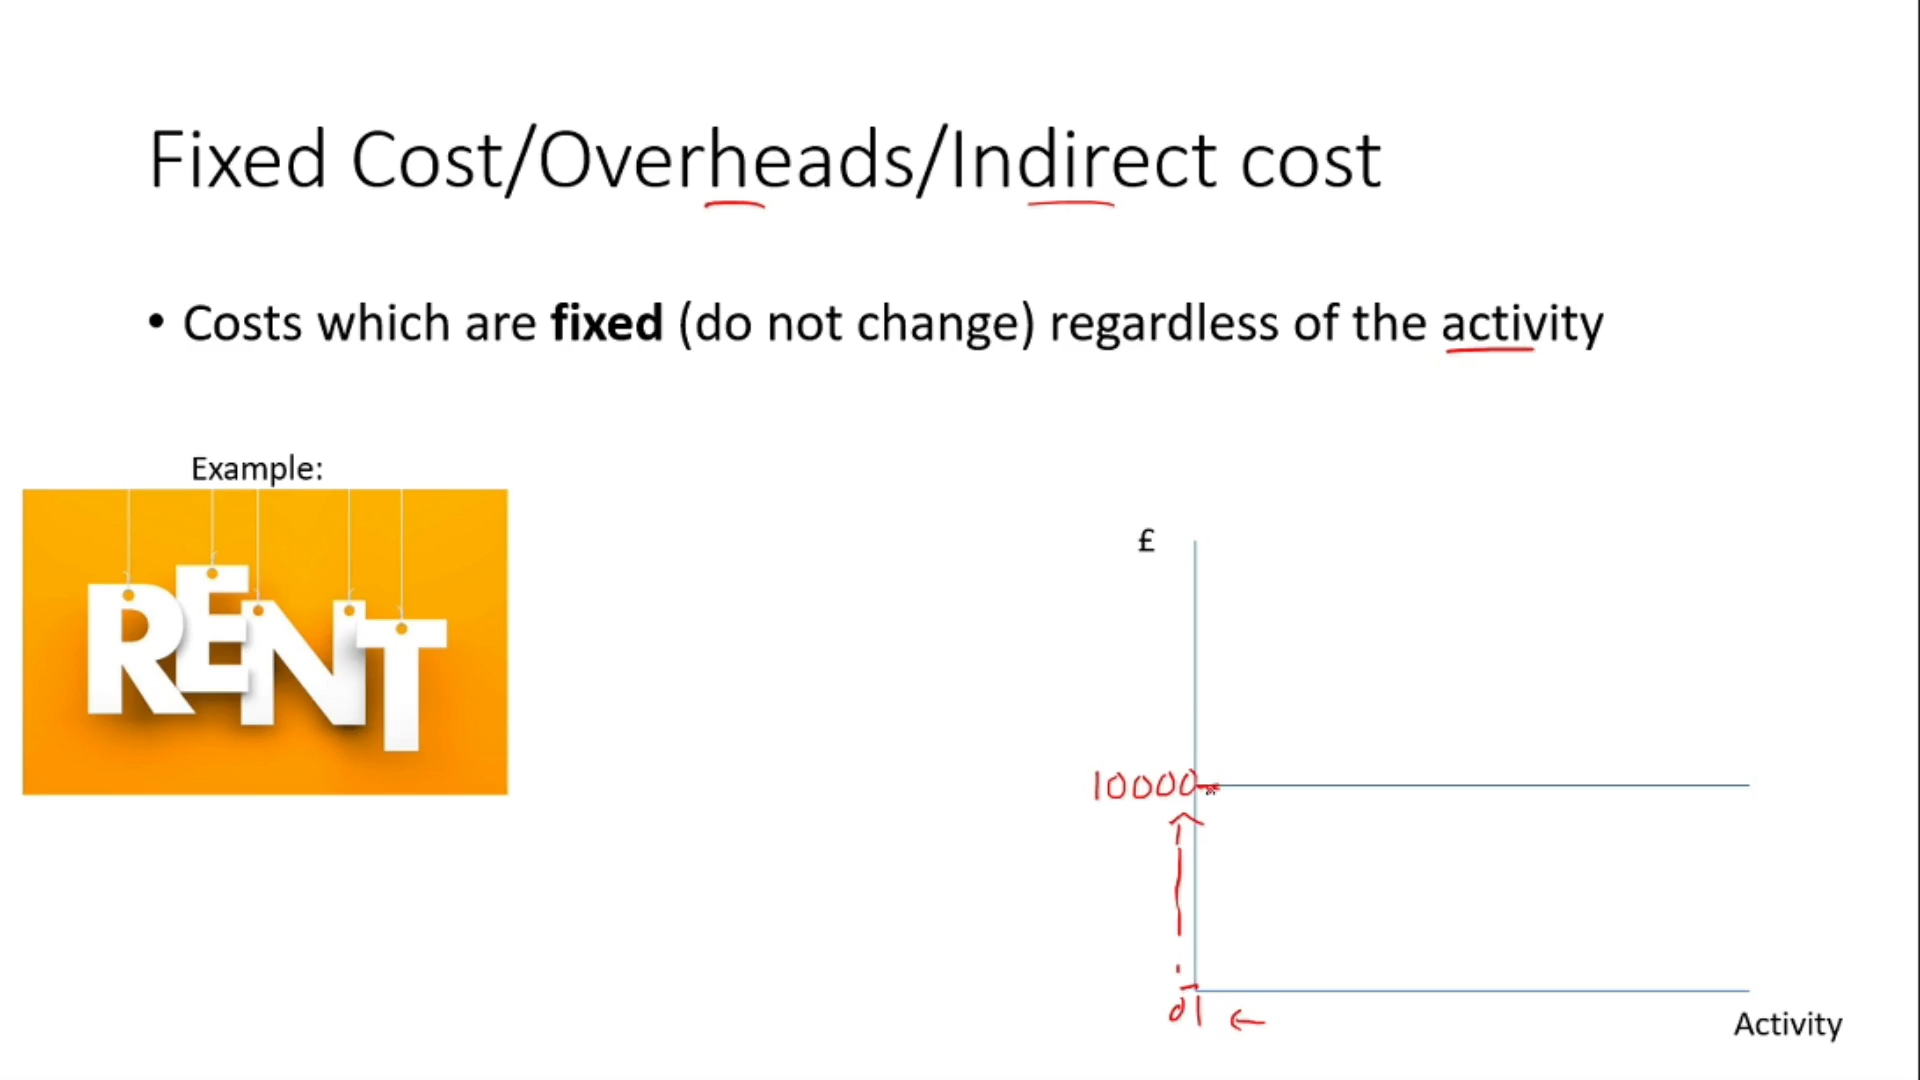 Fixed Cost/Overheads/Indirect cost
• Costs which are fixed (do not change) regardless of the activity
Example:
RENT
£
10000
0
Activity